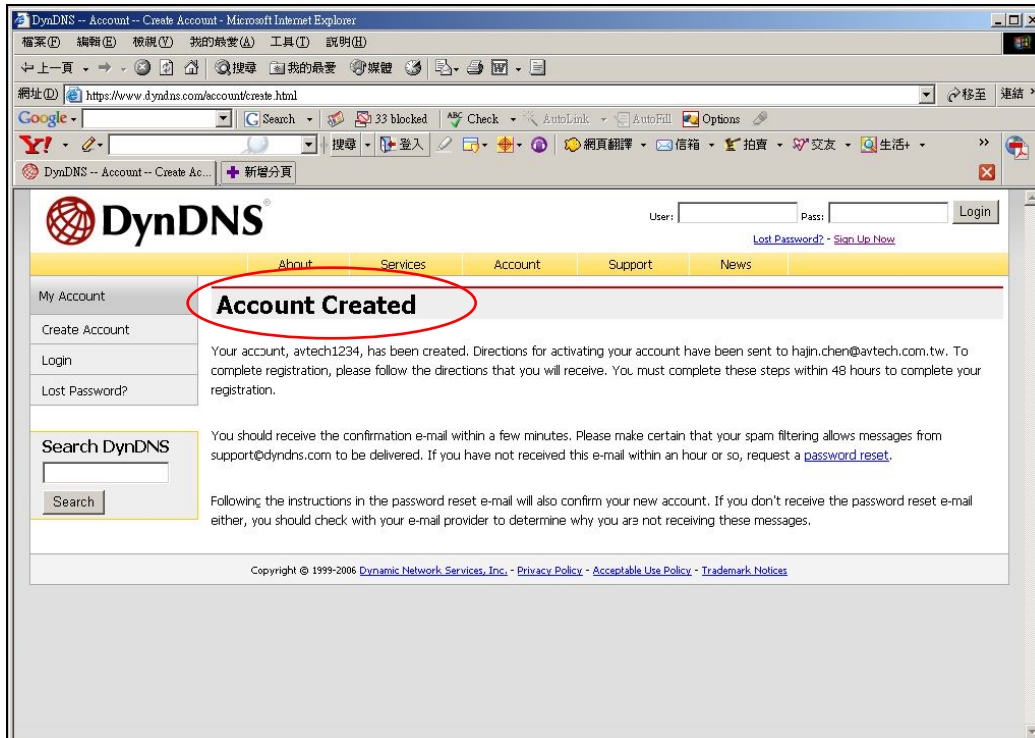 DynDNS -- Account -- Create Account - Microsoft Internet Explorer
檔案(F) 編輯(E) 檢視(V) 我的最愛(A) 工具(T) 說明(H)
上一頁 搜尋 我的最愛 媒體
網址(D) https://www.dyndns.com/account/create.html 移至 連結 »
Google Search 33 blocked ABC Check AutoLink AutoFill Options
Y! 搜尋 登入 網頁翻譯 信箱 拍賣 交友 生活+ »
DynDNS -- Account -- Create Ac... 新增分頁
DynDNS® User: Pass: Login
Lost Password? - Sign Up Now
About Services Account Support News
My Account
Create Account
Login
Lost Password?
Search DynDNS
Search
Account Created
Your account, avtech1234, has been created. Directions for activating your account have been sent to hajin.chen@avtech.com.tw. To
complete registration, please follow the directions that you will receive. You must complete these steps within 48 hours to complete your
registration.
You should receive the confirmation e-mail within a few minutes. Please make certain that your spam filtering allows messages from
support@dyndns.com to be delivered. If you have not received this e-mail within an hour or so, request a password reset.
Following the instructions in the password reset e-mail will also confirm your new account. If you don't receive the password reset e-mail
either, you should check with your e-mail provider to determine why you are not receiving these messages.
Copyright © 1999-2006 Dynamic Network Services, Inc. - Privacy Policy - Acceptable Use Policy - Trademark Notices